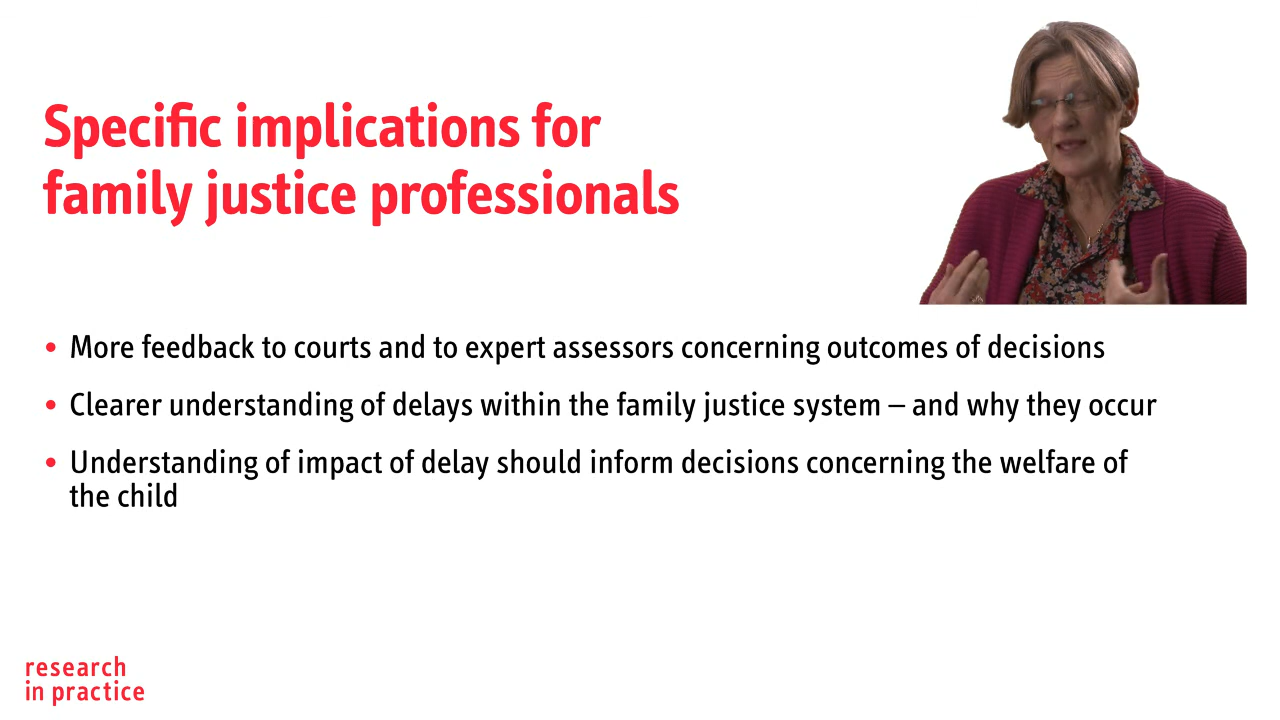 Specific implications for
family justice professionals
• More feedback to courts and to expert assessors concerning outcomes of decisions
• Clearer understanding of delays within the family justice system – and why they occur
• Understanding of impact of delay should inform decisions concerning the welfare of
the child
research
in practice